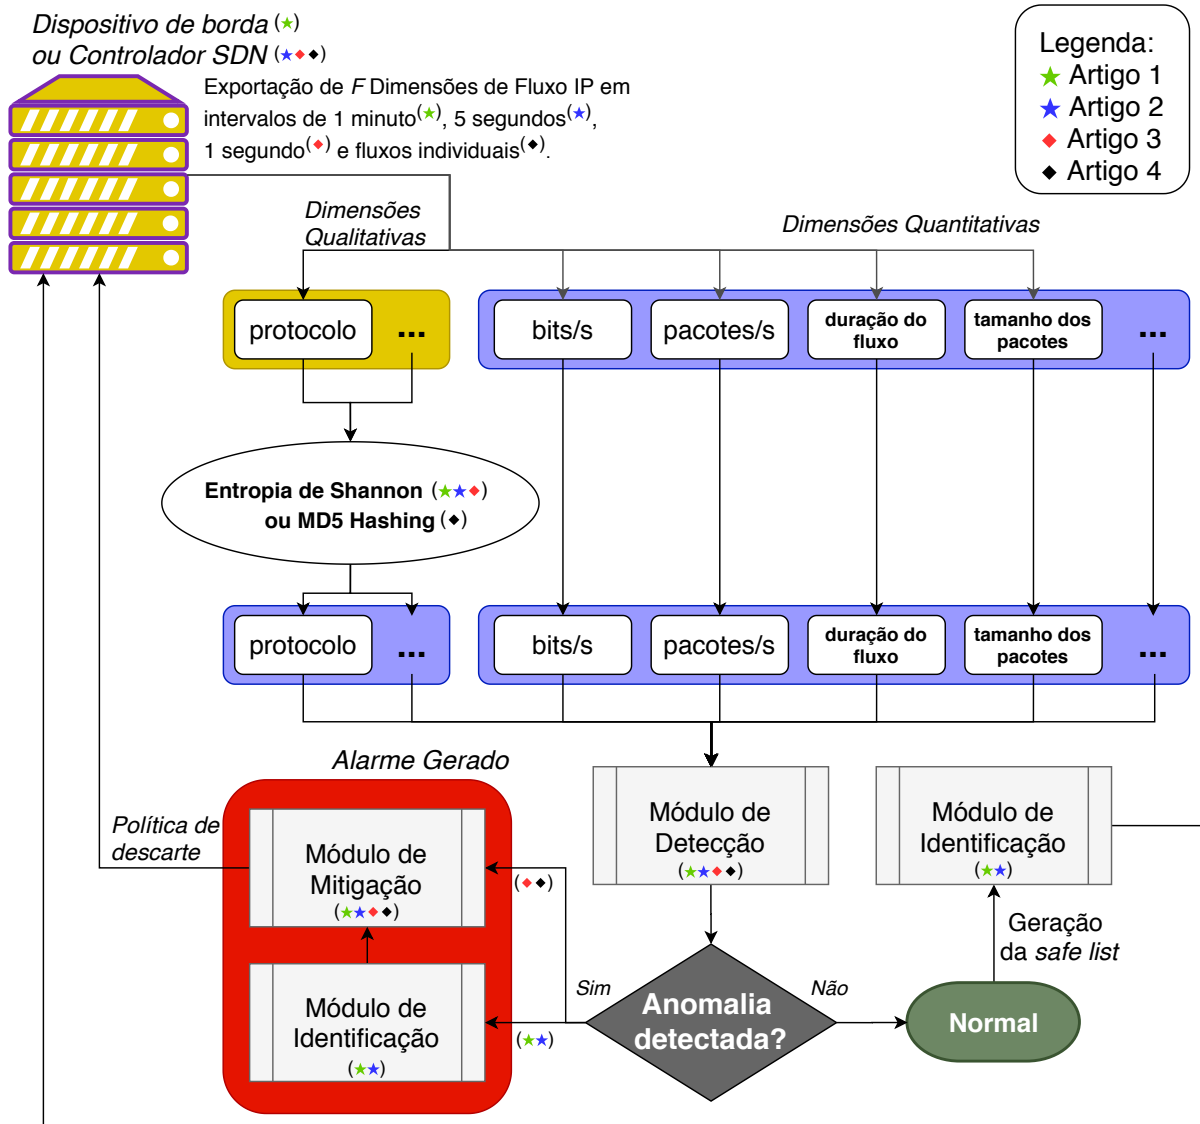 Dispositivo de borda (★)
ou Controlador SDN (★◆◆)
Exportação de F Dimensões de Fluxo IP em
intervalos de 1 minuto(★), 5 segundos(★),
1 segundo(◆) e fluxos individuais(◆).
Legenda:
★ Artigo 1
★ Artigo 2
◆ Artigo 3
◆ Artigo 4
Dimensões
Qualitativas
Dimensões Quantitativas
protocolo
...
bits/s
pacotes/s
duração do
fluxo
tamanho dos
pacotes
...
Entropia de Shannon (★★◆)
ou MD5 Hashing (◆)
protocolo
...
bits/s
pacotes/s
duração do
fluxo
tamanho dos
pacotes
...
Alarme Gerado
Política de
descarte
Módulo de
Mitigação
(★★◆◆)
(◆◆)
Módulo de
Identificação
(★★)
(★★)
Módulo de
Detecção
(★★◆◆)
Módulo de
Identificação
(★★)
Geração
da safe list
Sim
Anomalia
detectada?
Não
Normal